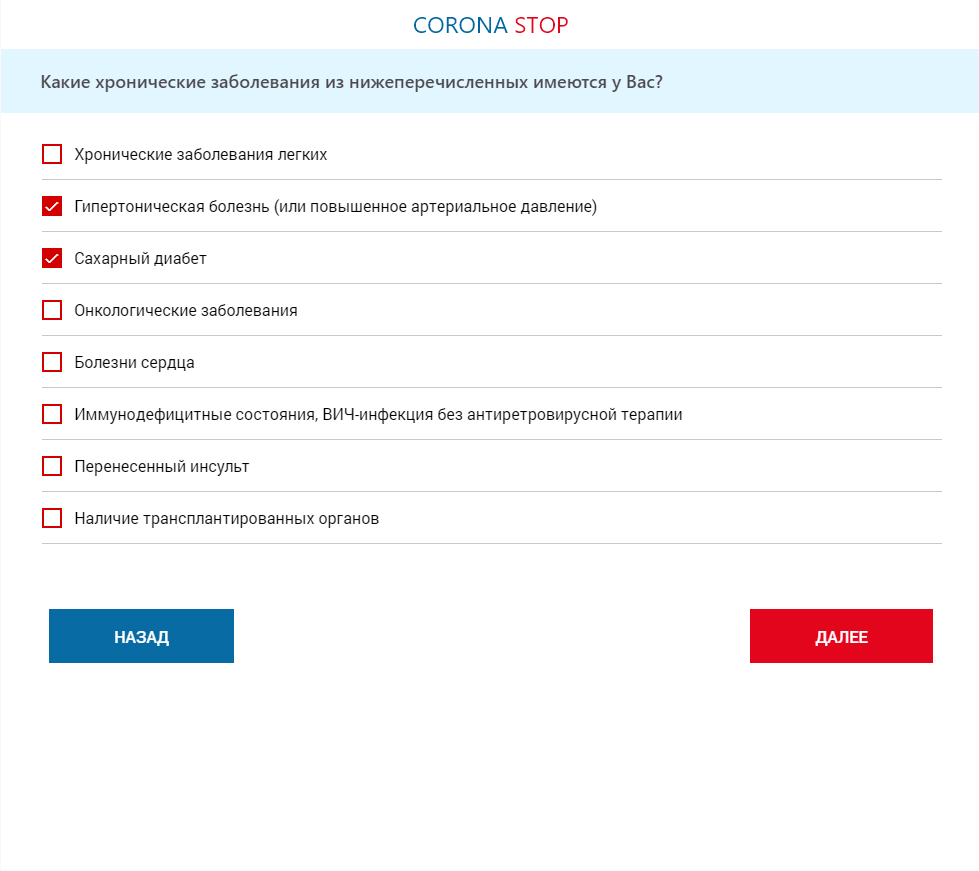 CORONA STOP
Какие хронические заболевания из нижеперечисленных имеются у Вас?
Хронические заболевания легких
Гипертоническая болезнь (или повышенное артериальное давление)
Сахарный диабет
Онкологические заболевания
Болезни сердца
Иммунодефицитные состояния, ВИЧ-инфекция без антиретровирусной терапии
Перенесенный инсульт
Наличие трансплантированных органов
НАЗАД
ДАЛЕЕ